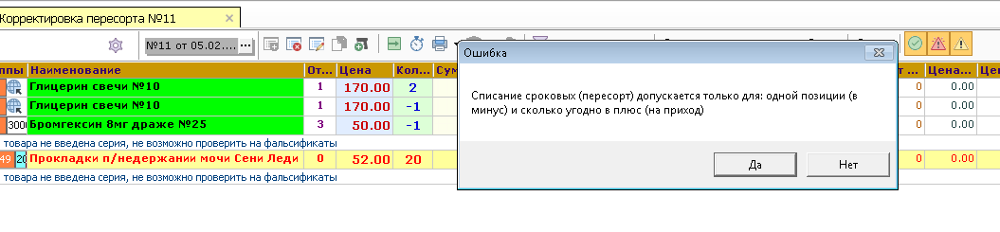 Корректировка пересорта №11
№11 от 05.02.... ...
Ошибка
ппы Наименование От... Цена Кол... Сум т ... Цена... Цен
Глицерин свечи №10 1 170.00 2 0 0.00
Глицерин свечи №10 1 170.00 -1 0 0.00
3000 Бромгексин 8мг драже №25 3 50.00 -1 0 0.00
товара не введена серия, не возможно проверить на фальсификаты
49 20 Прокладки п/недержании мочи Сени Леди 0 52.00 20 0 0.00
товара не введена серия, не возможно проверить на фальсификаты
Списание сроковых (пересорт) допускается только для: одной позиции (в
минус) и сколько угодно в плюс (на приход)
Да Нет